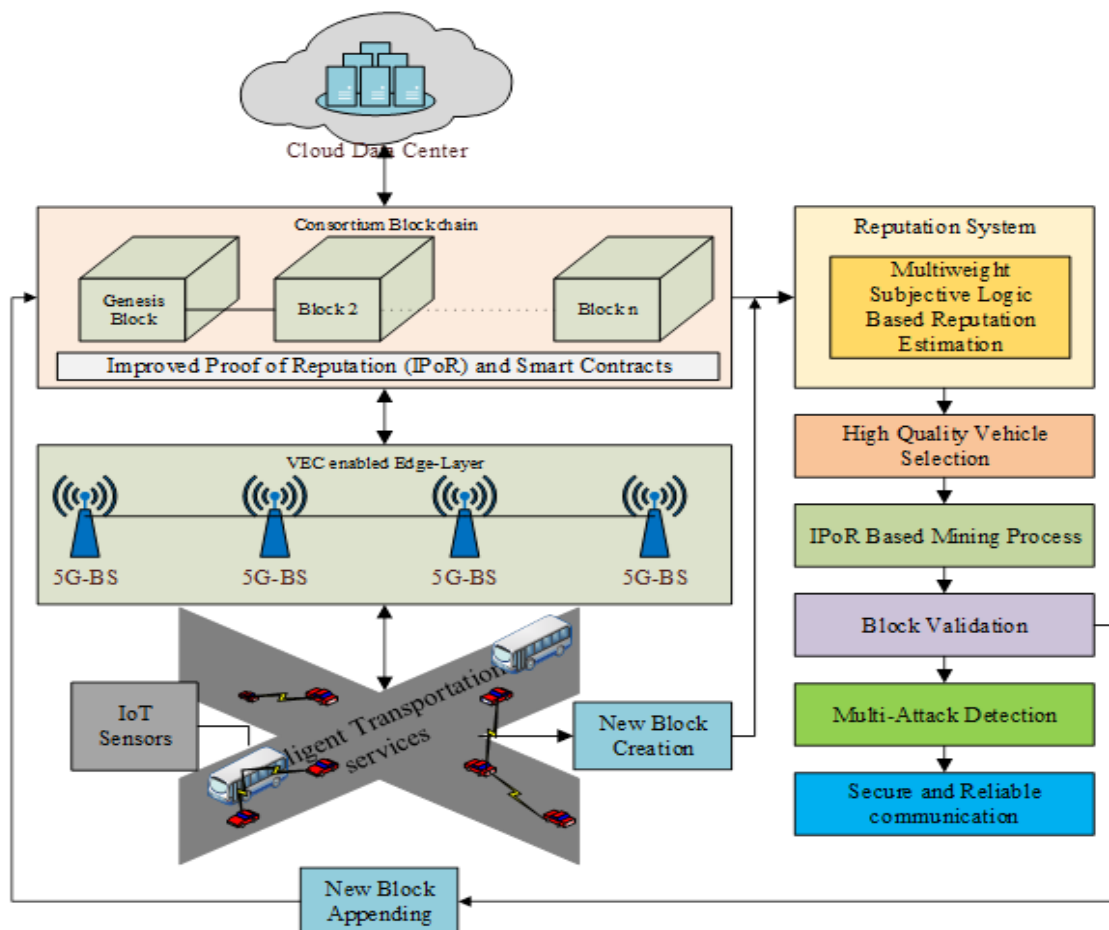 Cloud Data Center
Consortium Blockchain
Genesis
Block
Block 2
Block n
Improved Proof of Reputation (IPoR) and Smart Contracts
VEC enabled Edge-Layer
5G-BS
5G-BS
5G-BS
5G-BS
IoT
Sensors
ligent Transportation
services
New Block
Creation
New Block
Appending
Reputation System
Multiweight
Subjective Logic
Based Reputation
Estimation
High Quality Vehicle
Selection
IPoR Based Mining Process
Block Validation
Multi-Attack Detection
Secure and Reliable
communication